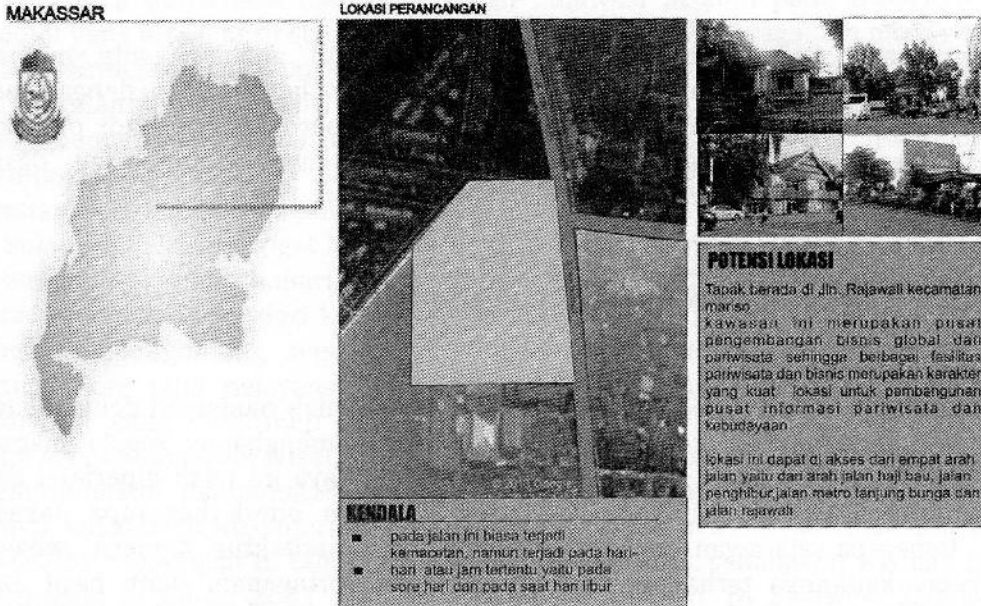 MAKASSAR
LOKASI PERANCANGAN
KENDALA
■ pada jalan ini biasa terjadi
kemacetan, namun terjadi pada hari-
■ hari atau jam tertentu yaitu pada
sore hari dan pada saat hari libur
POTENSI LOKASI
Tapak berada di Jln. Rajawali kecamatan
mariso
kawasan ini merupakan pusat
pengembangan bisnis global dan
pariwisata sehingga berbagai fasilitas
pariwisata dan bisnis merupakan karakter
yang kuat lokasi untuk pembangunan
pusat informasi pariwisata dan
kebudayaan
lokasi ini dapat di akses dari empat arah
jalan yaitu dari arah jalan haji bau, jalan
penghibur,jalan metro tanjung bunga dan
jalan rajawali